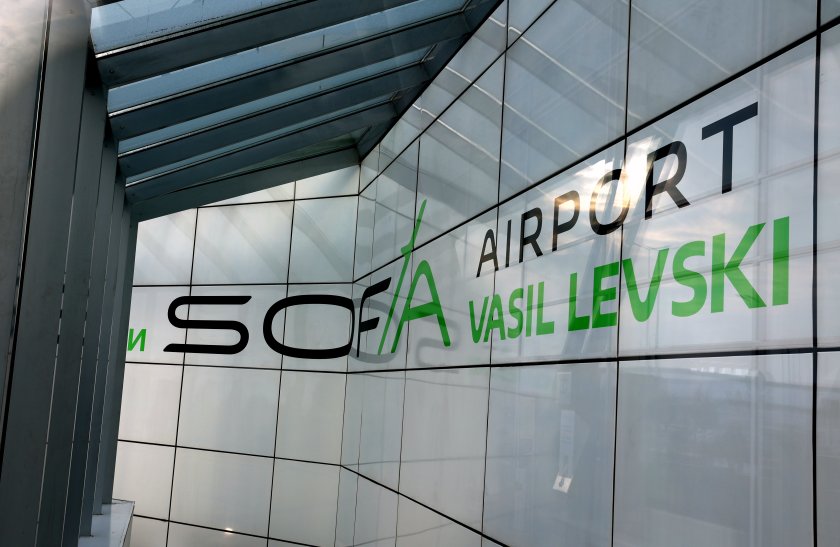 и SOFIA AIRPORT
VASIL LEVSKI